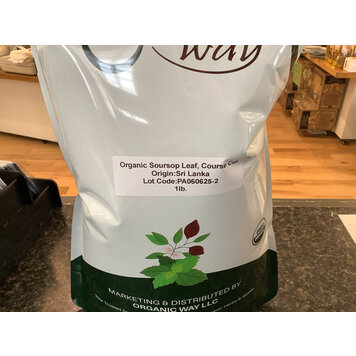 way
Organic Soursop Leaf, Course Cut
Origin:Sri Lanka
Lot Code:PA060625-2
1lb.
MARKETING & DISTRIBUTED BY
ORGANIC WAY LLC